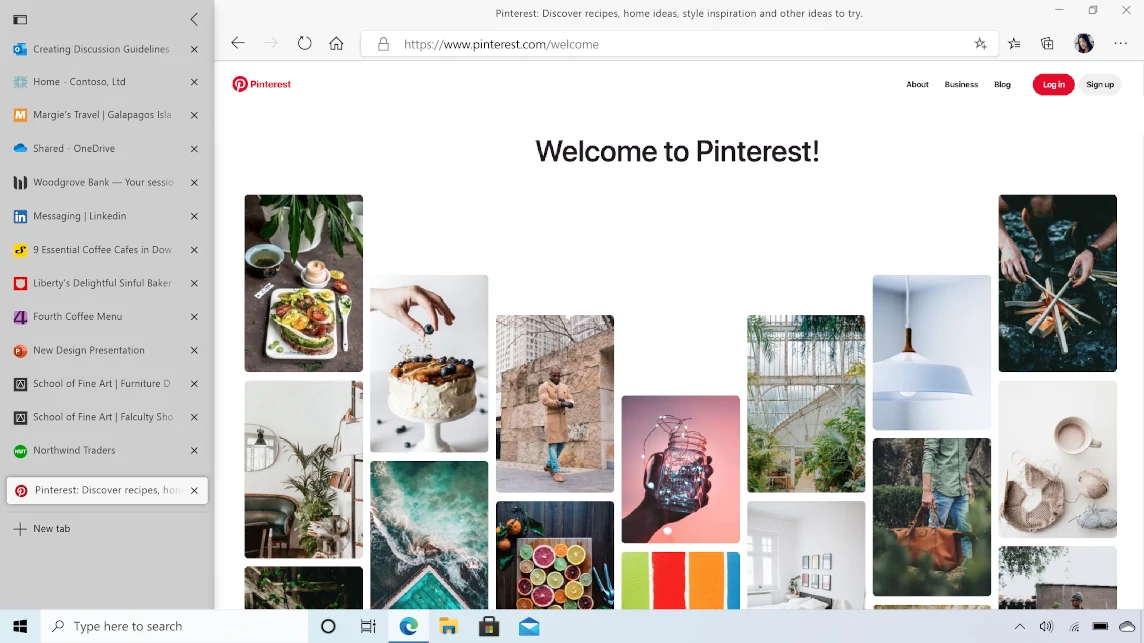 Creating Discussion Guidelines
Home - Contoso, Ltd
Margie's Travel | Galapagos Isla
Shared - OneDrive
Woodgrove Bank — Your sessio
Messaging | Linkedin
9 Essential Coffee Cafes in Dow
Liberty's Delightful Sinful Baker
Fourth Coffee Menu
New Design Presentation
School of Fine Art | Furniture D
School of Fine Art | Falculty Sho
Northwind Traders
Pinterest: Discover recipes, hom
New tab
Pinterest: Discover recipes, home ideas, style inspiration and other ideas to try.
https://www.pinterest.com/welcome
Pinterest
About Business Blog Log in Sign up
Welcome to Pinterest!
Type here to search